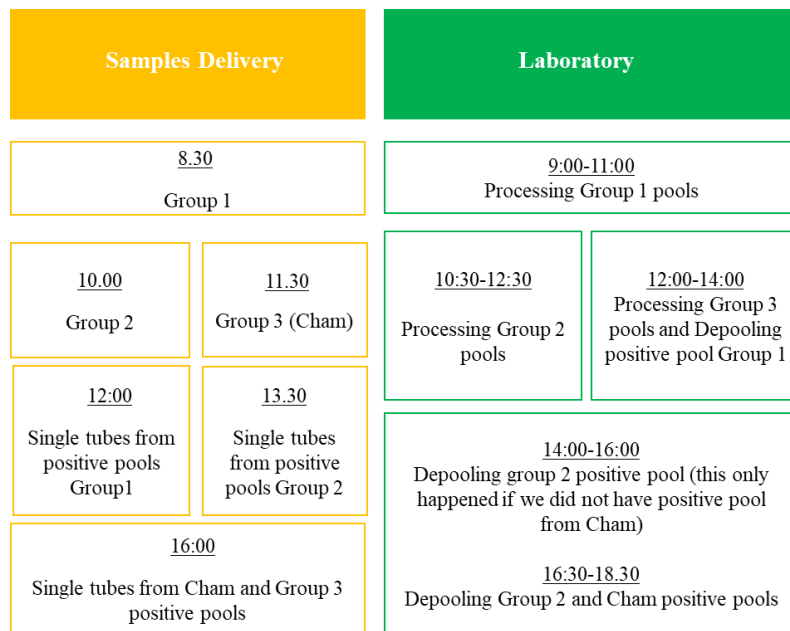 Samples Delivery
Laboratory
8.30
Group 1
9:00-11:00
Processing Group 1 pools
10.00
Group 2
11.30
Group 3 (Cham)
10:30-12:30
Processing Group 2
pools
12:00-14:00
Processing Group 3
pools and Depooling
positive pool Group 1
12:00
Single tubes from
positive pools
Group1
13.30
Single tubes
from positive
pools Group 2
14:00-16:00
Depooling group 2 positive pool (this only
happened if we did not have positive pool
from Cham)
16:30-18.30
Depooling Group 2 and Cham positive pools
16:00
Single tubes from Cham and Group 3
positive pools